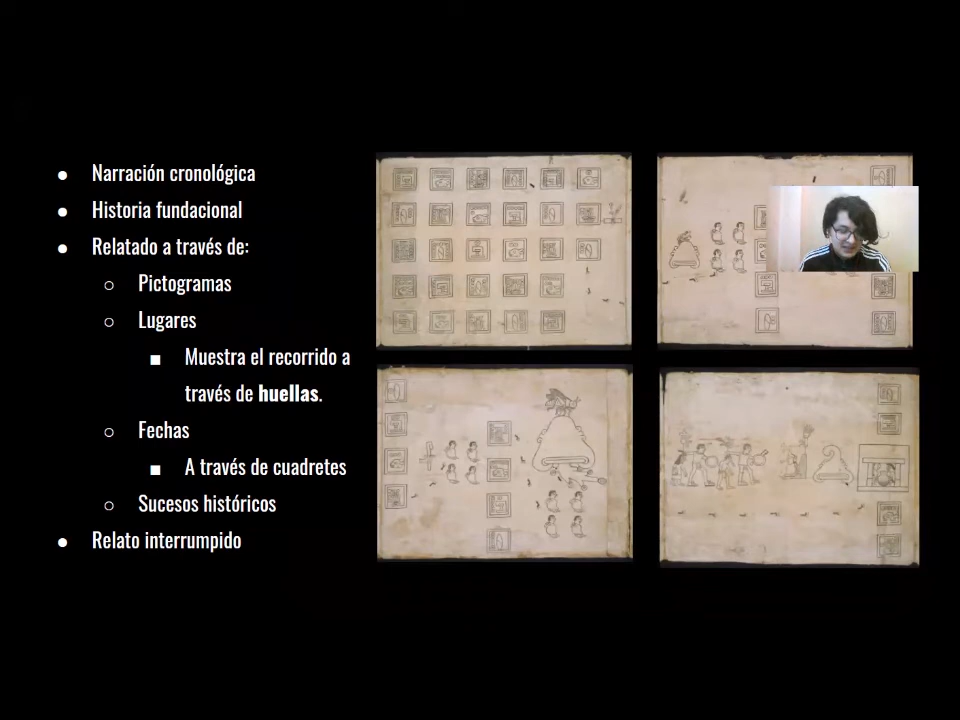 Narración cronológica
Historia fundacional
Relatado a través de:
Pictogramas
Lugares
Muestra el recorrido a
través de huellas.
Fechas
A través de cuadretes
Sucesos históricos
Relato interrumpido